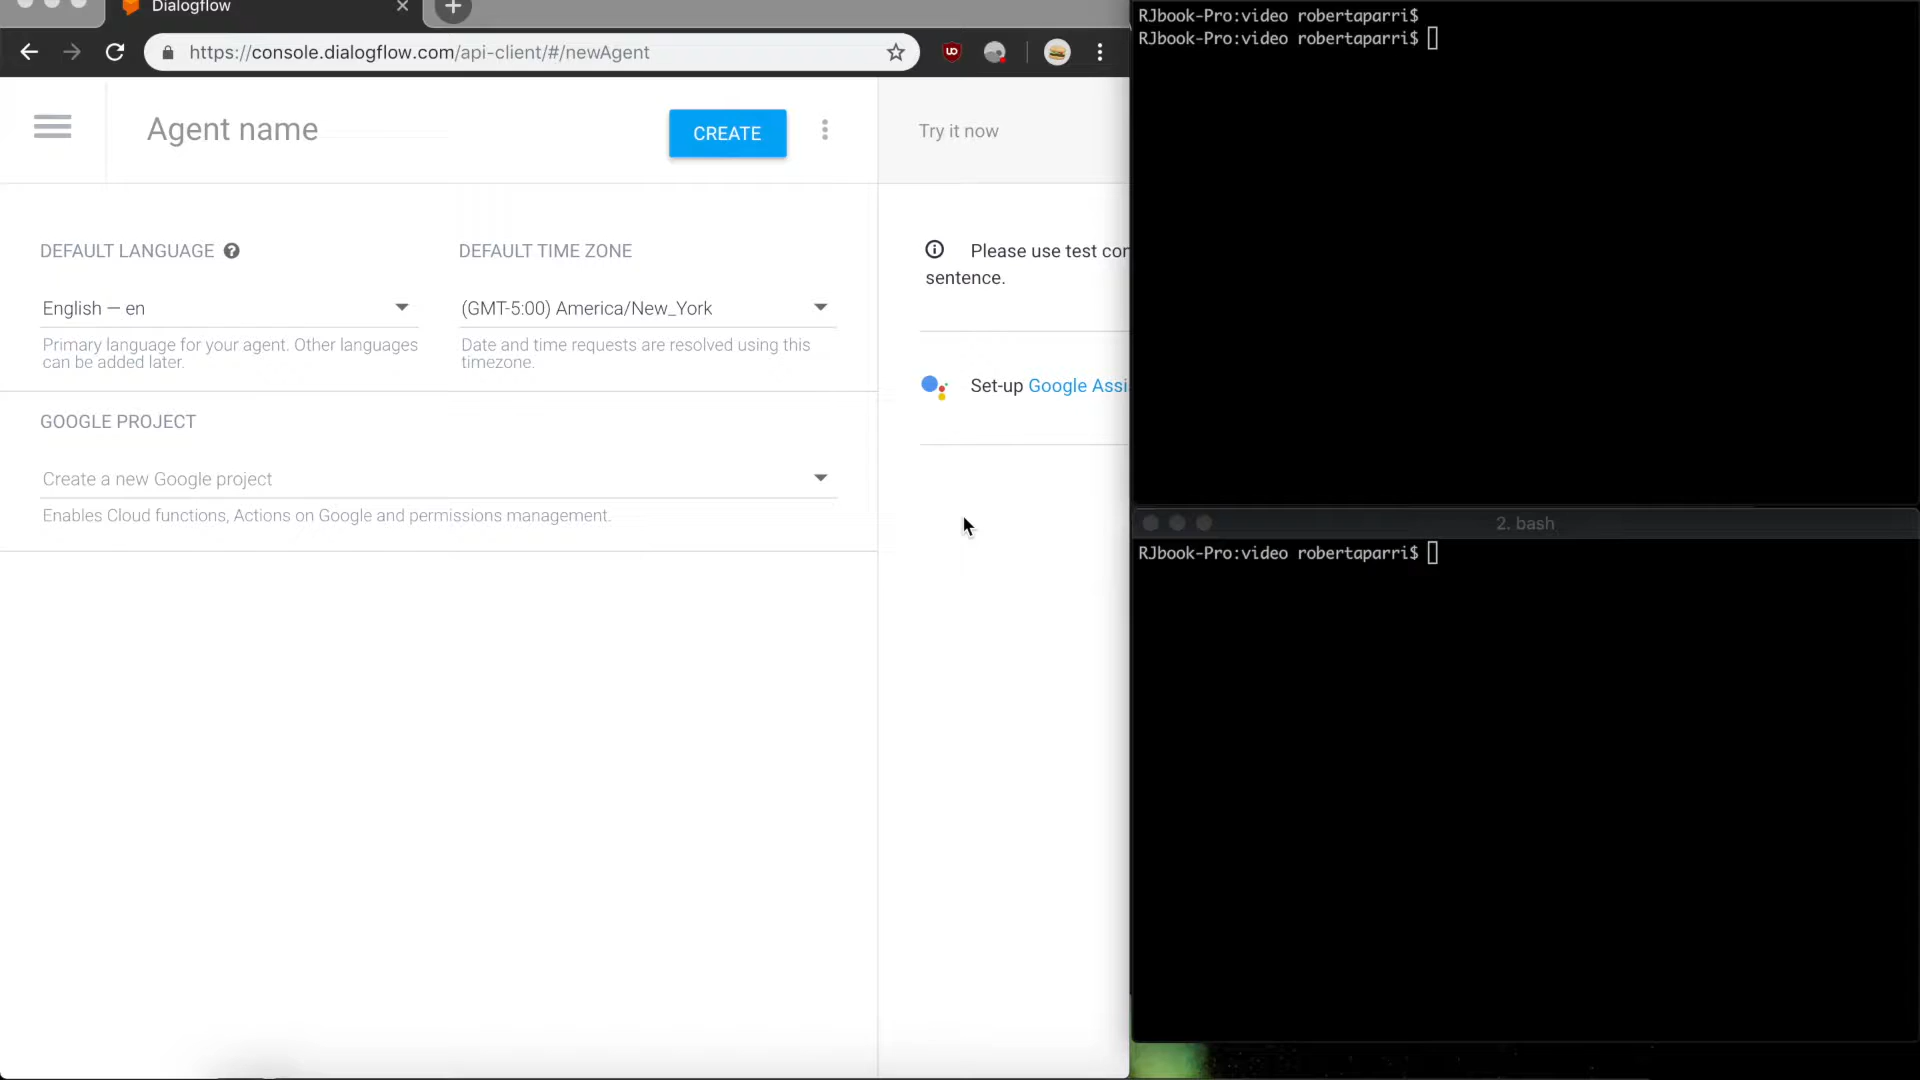 Dialogflow
https://console.dialogflow.com/api-client/#/newAgent
Agent name
CREATE
Try it now
DEFAULT LANGUAGE
DEFAULT TIME ZONE
English — en
(GMT-5:00) America/New_York
Primary language for your agent. Other languages
can be added later.
Date and time requests are resolved using this
timezone.
GOOGLE PROJECT
Create a new Google project
Enables Cloud functions, Actions on Google and permissions management.
Please use test con
sentence.
Set-up Google Assi
RJbook-Pro:video robertaparri$
RJbook-Pro:video robertaparri$
2. bash
RJbook-Pro:video robertaparri$